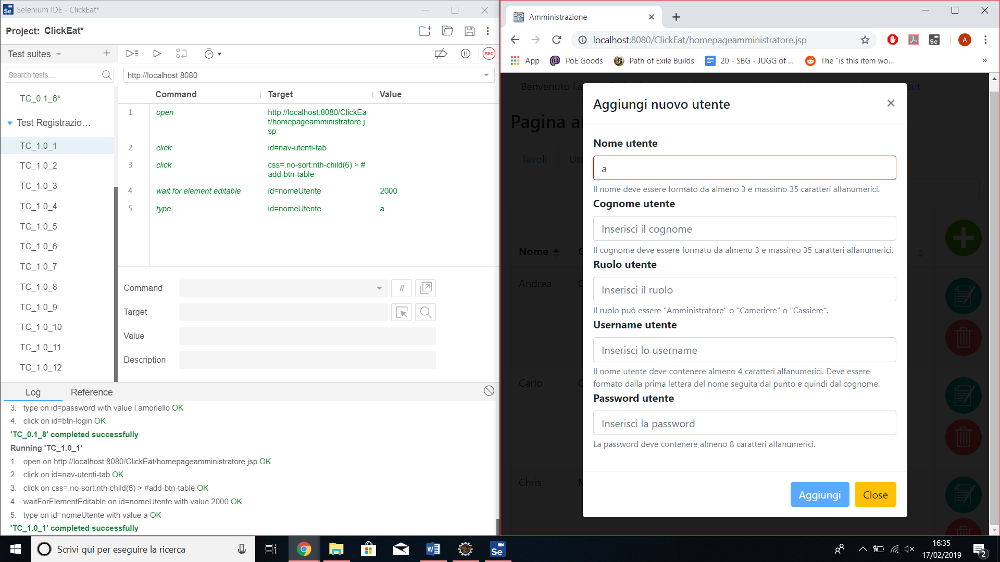 Selenium IDE - ClickEat*
Project: ClickEat*
Test suites
Search tests...
TC_0.1_6*
Test Registrazio...
TC_1.0_1
TC_1.0_2
TC_1.0_3
TC_1.0_4
TC_1.0_5
TC_1.0_6
TC_1.0_7
TC_1.0_8
TC_1.0_9
TC_1.0_10
TC_1.0_11
TC_1.0_12
REC
http://localhost:8080
Command Target Value
1 open http://localhost:8080/ClickEa
t/homepageamministratore.j
sp
2 click id=nav-utenti-tab
3 click css=.no-sort:nth-child(6) > #
add-btn-table
4 wait for element editable id=nomeUtente 2000
5 type id=nomeUtente a
Command
//
Target
Value
Description
Log Reference
3. type on id=password with value l.amoriello OK
4. click on id=btn-login OK
'TC_0.1_8' completed successfully
Running 'TC_1.0_1'
1. open on http://localhost:8080/ClickEat/homepageamministratore.jsp OK
2. click on id=nav-utenti-tab OK
3. click on css=.no-sort:nth-child(6) > #add-btn-table OK
4. waitForElementEditable on id=nomeUtente with value 2000 OK
5. type on id=nomeUtente with value a OK
'TC_1.0_1' completed successfully
Amministrazione
localhost:8080/ClickEat/homepageamministratore.jsp
A
App PoE Goods Path of Exile Builds 20 - SBG - JUGG of ... The "is this item wo... »
Benvenuto
Pagina
Tavoli
Nome
Andrea
Carlo
Chris
Aggiungi nuovo utente
Nome utente
a
Il nome deve essere formato da almeno 3 e massimo 35 caratteri alfanumerici.
Cognome utente
Inserisci il cognome
Il cognome deve essere formato da almeno 3 e massimo 35 caratteri alfanumerici.
Ruolo utente
Inserisci il ruolo
Il ruolo può essere "Amministratore" o "Cameriere" o "Cassiere".
Username utente
Inserisci lo username
Il nome utente deve contenere almeno 4 caratteri alfanumerici. Deve essere
formato dalla prima lettera del nome seguita dal punto e quindi dal cognome.
Password utente
Inserisci la password
La password deve contenere almeno 8 caratteri alfanumerici.
Aggiungi Close
Scrivi qui per eseguire la ricerca
Se
16:35
17/02/2019
2